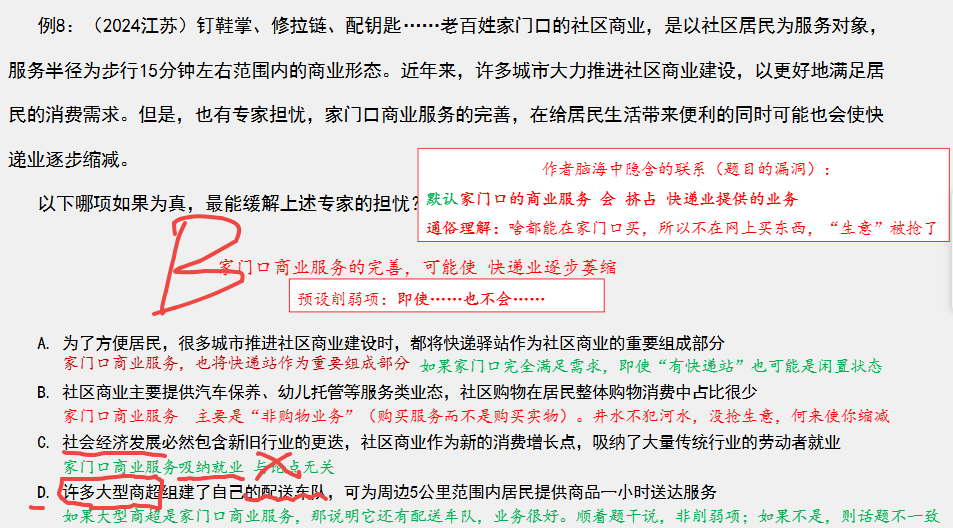 例8：（2024江苏）钉鞋掌、修拉链、配钥匙……老百姓家门口的社区商业，是以社区居民为服务对象，
服务半径为步行15分钟左右范围内的商业形态。近年来，许多城市大力推进社区商业建设，以更好地满足居
民的消费需求。但是，也有专家担忧，家门口商业服务的完善，在给居民生活带来便利的同时可能也会使快
递业逐步缩减。
作者脑海中隐含的联系（题目的漏洞）：
默认家门口的商业服务 会 挤占 快递业提供的业务
通俗理解：啥都能在家门口买，所以不在网上买东西，“生意”被抢了
以下哪项如果为真，最能缓解上述专家的担忧？
B
家门口商业服务的完善，可能使 快递业逐步萎缩
预设削弱项：即使……也不会……
A. 为了方便居民，很多城市推进社区商业建设时，都将快递驿站作为社区商业的重要组成部分
家门口商业服务，也将快递站作为重要组成部分 如果家门口完全满足需求，即使“有快递站”也可能是闲置状态
B. 社区商业主要提供汽车保养、幼儿托管等服务类业态，社区购物在居民整体购物消费中占比很少
家门口商业服务 主要是“非购物业务”（购买服务而不是购买实物）。井水不犯河水，没抢生意，何来使你缩减
C. 社会经济发展必然包含新旧行业的更迭，社区商业作为新的消费增长点，吸纳了大量传统行业的劳动者就业
家门口商业服务吸纳就业 与论点无关
D. 许多大型商超组建了自己的配送车队，可为周边5公里范围内居民提供商品一小时送达服务
如果大型商超是家门口商业服务，那说明它还有配送车队，业务很好。顺着题干说，非削弱项；如果不是，则话题不一致